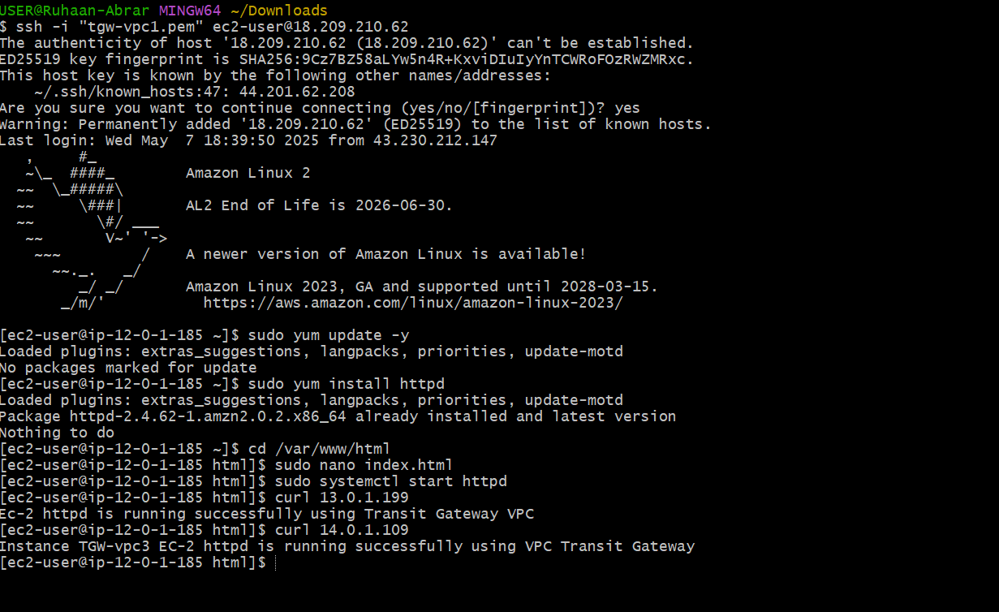 USER@Ruhaan-Abrar MINGW64 ~/Downloads
$ ssh -i "tgw-vpc1.pem" ec2-user@18.209.210.62
The authenticity of host '18.209.210.62 (18.209.210.62)' can't be established.
ED25519 key fingerprint is SHA256:9Cz7BZ58aLYw5n4R+KxviDIuIyYnTCWRoFOzRWZMRxc.
This host key is known by the following other names/addresses:
    ~/.ssh/known_hosts:47: 44.201.62.208
Are you sure you want to continue connecting (yes/no/[fingerprint])? yes
Warning: Permanently added '18.209.210.62' (ED25519) to the list of known hosts.
Last login: Wed May  7 18:39:50 2025 from 43.230.212.147
   ,     #_
   ~\_  ####_        Amazon Linux 2
  ~~  \_#####\
  ~~     \###|       AL2 End of Life is 2026-06-30.
  ~~       \#/ ___
   ~~       V~' '->
    ~~~         /    A newer version of Amazon Linux is available!
      ~~._.   _/
         _/ _/       Amazon Linux 2023, GA and supported until 2028-03-15.
       _/m/'           https://aws.amazon.com/linux/amazon-linux-2023/
[ec2-user@ip-12-0-1-185 ~]$ sudo yum update -y
Loaded plugins: extras_suggestions, langpacks, priorities, update-motd
No packages marked for update
[ec2-user@ip-12-0-1-185 ~]$ sudo yum install httpd
Loaded plugins: extras_suggestions, langpacks, priorities, update-motd
Package httpd-2.4.62-1.amzn2.0.2.x86_64 already installed and latest version
Nothing to do
[ec2-user@ip-12-0-1-185 ~]$ cd /var/www/html
[ec2-user@ip-12-0-1-185 html]$ sudo nano index.html
[ec2-user@ip-12-0-1-185 html]$ sudo systemctl start httpd
[ec2-user@ip-12-0-1-185 html]$ curl 13.0.1.199
Ec-2 httpd is running successfully using Transit Gateway VPC
[ec2-user@ip-12-0-1-185 html]$ curl 14.0.1.109
Instance TGW-vpc3 EC-2 httpd is running successfully using VPC Transit Gateway
[ec2-user@ip-12-0-1-185 html]$